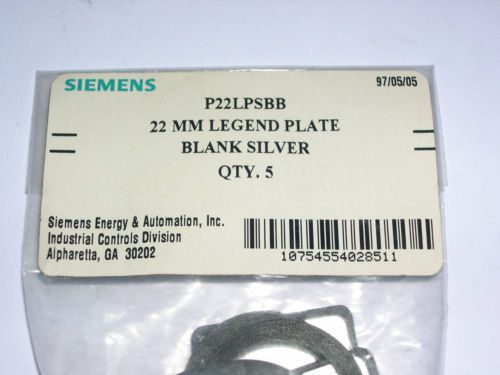 SIEMENS 97/05/05
P22LPSBB
22 MM LEGEND PLATE
BLANK SILVER
QTY. 5
Siemens Energy & Automation, Inc.
Industrial Controls Division
Alpharetta, GA 30202
10754554028511